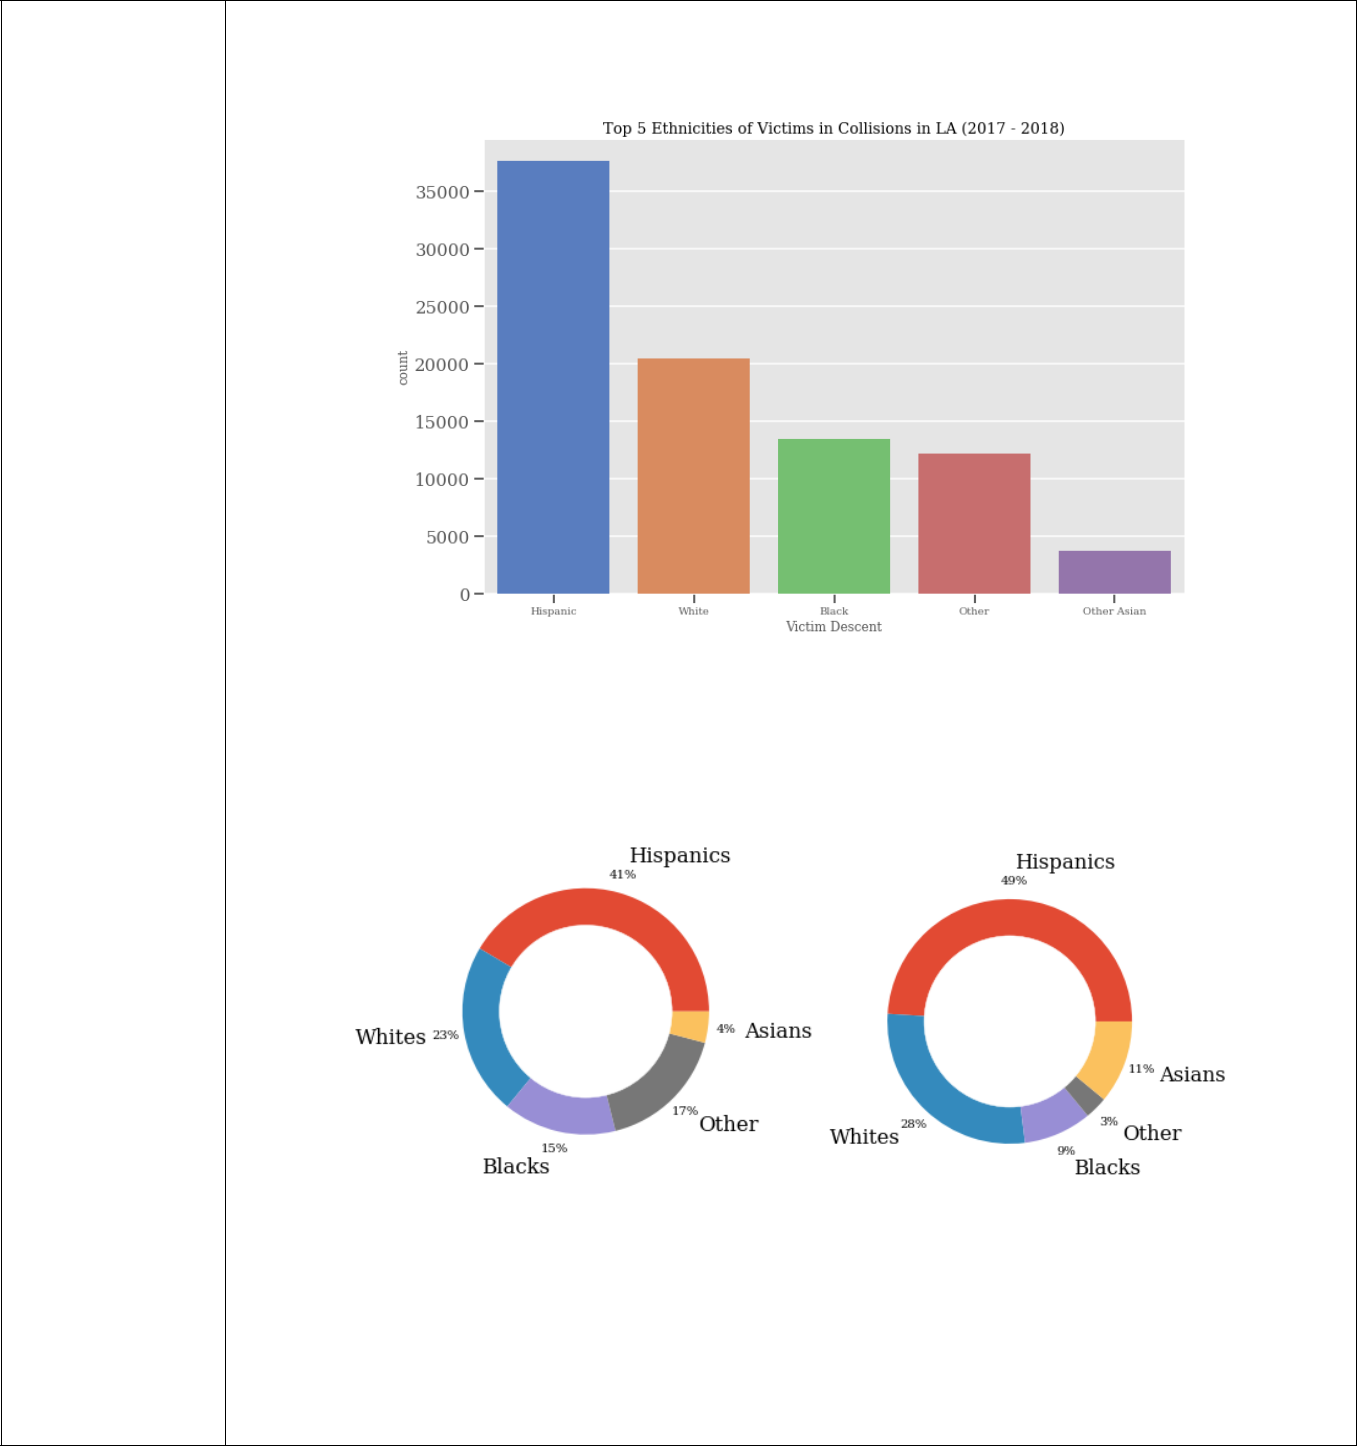 Top 5 Ethnicities of Victims in Collisions in LA (2017 - 2018)
35000
30000
25000
20000
15000
10000
5000
0
count
Hispanic White Black Other Other Asian
Victim Descent
Hispanics
41%
Whites 23%
4% Asians
17%
Other
15%
Blacks
Hispanics
49%
11% Asians
Whites 28%
3% Other
9%
Blacks